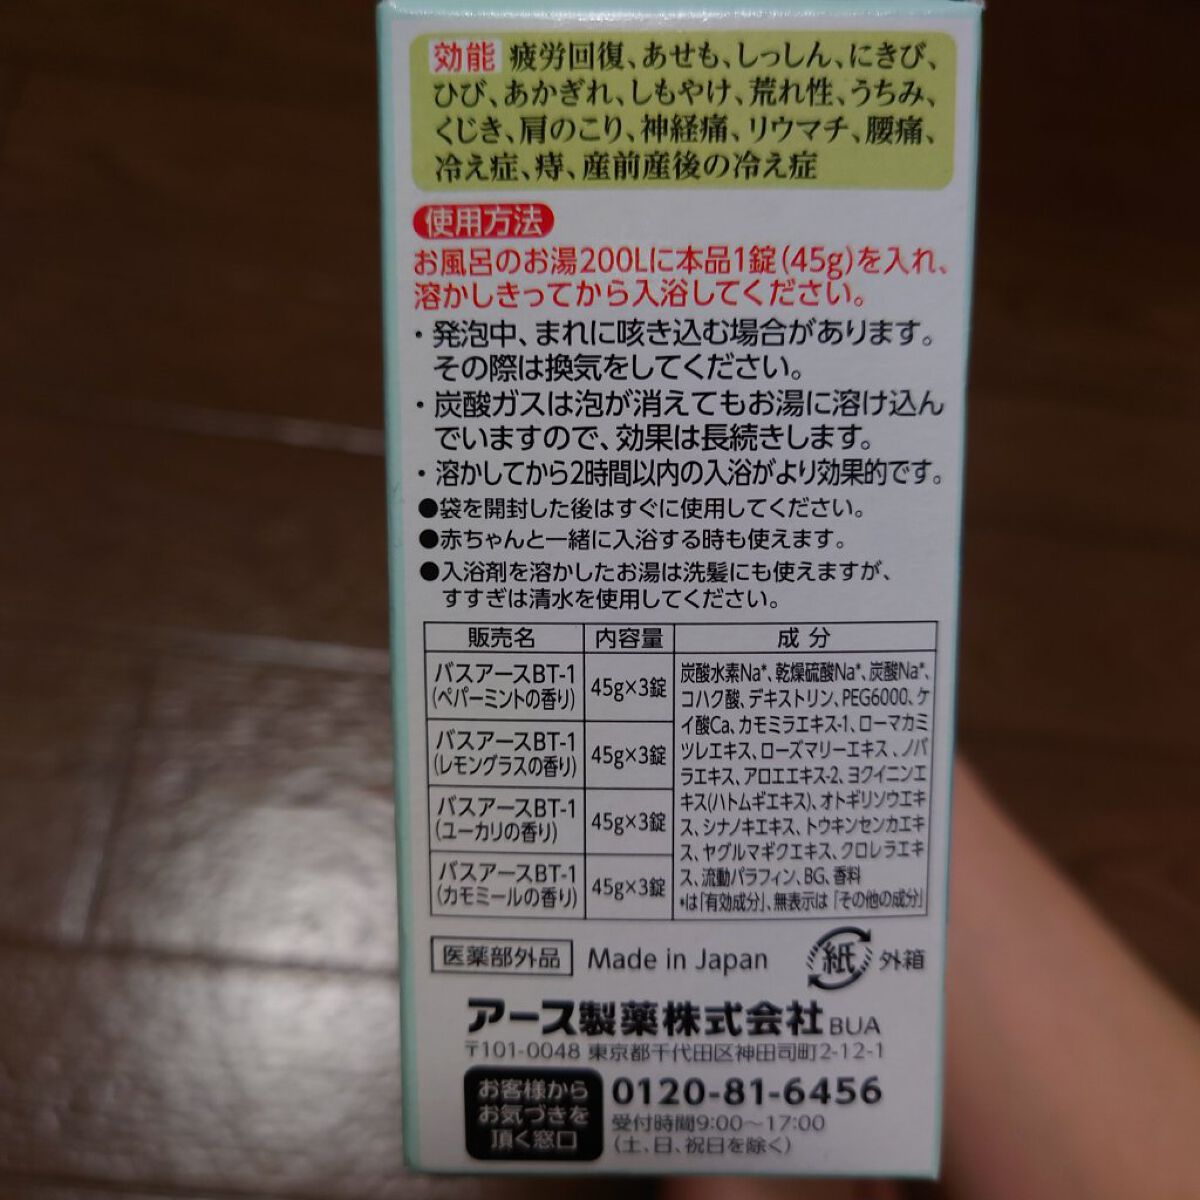 効能 疲労回復、あせも、しっしん、にきび、
ひび、あかぎれ、しもやけ、荒れ性、うちみ、
くじき、肩のこり、神経痛、リウマチ、腰痛、
冷え症、痔、産前産後の冷え症
使用方法
お風呂のお湯200Lに本品1錠(45g)を入れ、
溶かしきってから入浴してください。
・発泡中、まれに咳き込む場合があります。
その際は換気をしてください。
・炭酸ガスは泡が消えてもお湯に溶け込ん
でいますので、効果は長続きします。
・溶かしてから2時間以内の入浴がより効果的です。
●袋を開封した後はすぐに使用してください。
●赤ちゃんと一緒に入浴する時も使えます。
●入浴剤を溶かしたお湯は洗髪にも使えますが、
すすぎは清水を使用してください。
販売名 内容量 成分
バスアースBT-1
(ペパーミントの香り) 45g×3錠
バスアースBT-1
(レモングラスの香り) 45g×3錠
バスアースBT-1
(ユーカリの香り) 45g×3錠
バスアースBT-1
(カモミールの香り) 45g×3錠
炭酸水素Na*、乾燥硫酸Na*、炭酸Na*、
コハク酸、デキストリン、PEG6000、ケ
イ酸Ca、カモミラエキス-1、ローマカミ
ツレエキス、ローズマリーエキス、ノバ
ラエキス、アロエエキス-2、ヨクイニンエ
キス(ハトムギエキス)、オトギリソウエキ
ス、シナノキエキス、トウキンセンカエキ
ス、ヤグルマギクエキス、クロレラエキ
ス、流動パラフィン、BG、香料
*は「有効成分」、無表示は「その他の成分」
医薬部外品 Made in Japan 紙 外箱
アース製薬株式会社 BUA
〒101-0048 東京都千代田区神田司町2-12-1
お客様から
お気づきを
頂く窓口
0120-81-6456
受付時間9:00～17:00
(土、日、祝日を除く)